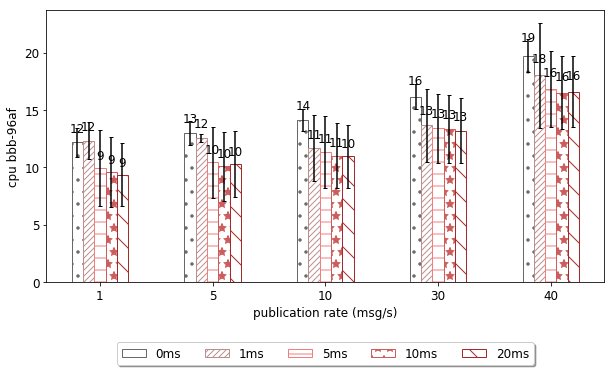 cpu bbb-96af
20
15
10
5
0
12 12 9 9 9
13 12 10 10 10
14 11 11 11 10
16 13 13 13 13
19 18 16 16 16
1 5 10 30 40
publication rate (msg/s)
0ms 1ms 5ms 10ms 20ms